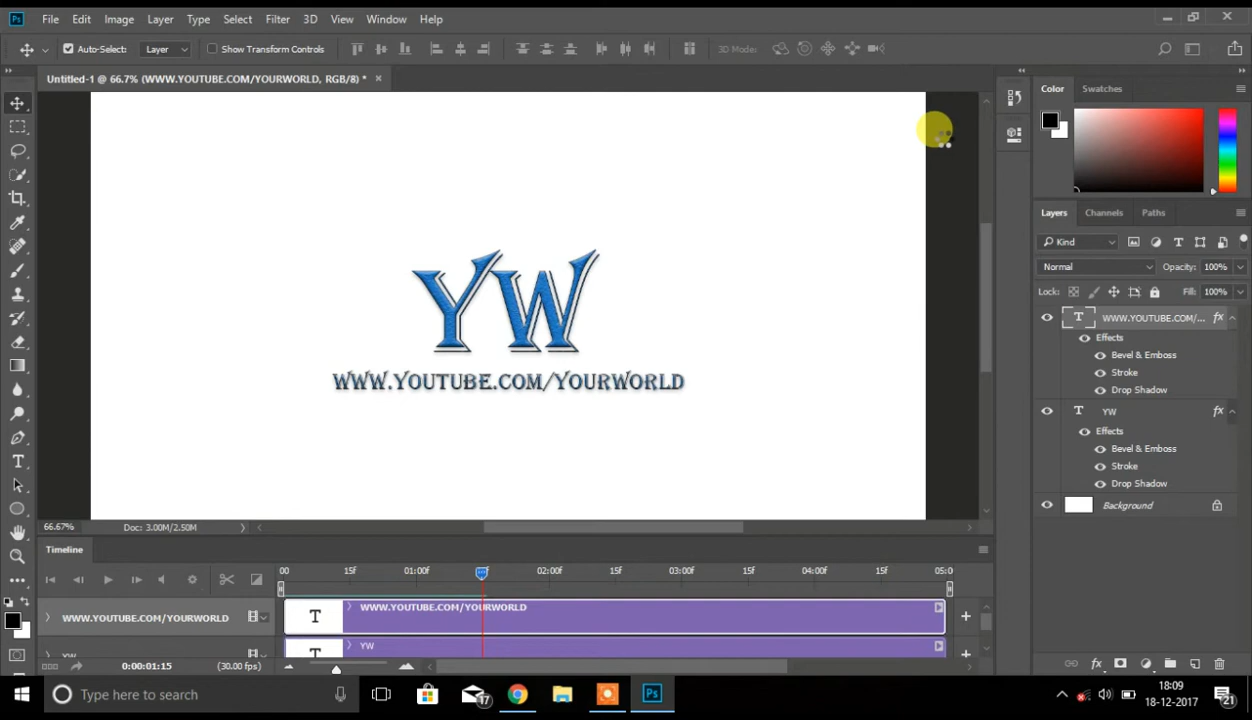 File Edit Image Layer Type Select Filter 3D View Window Help
Auto-Select: Layer Show Transform Controls 3D Mode:
Untitled-1 @ 66.7% (WWW.YOUTUBE.COM/YOURWORLD, RGB/8) *
Color Swatches
YW
WWW.YOUTUBE.COM/YOURWORLD
Layers Channels Paths
Kind
Normal Opacity: 100%
Lock: Fill: 100%
WWW.YOUTUBE.COM/... fx
Effects
Bevel & Emboss
Stroke
Drop Shadow
YW fx
Effects
Bevel & Emboss
Stroke
Drop Shadow
Background
66.67% Doc: 3.00M/2.50M
Timeline
00 15f 01:00f 02:00f 15f 03:00f 15f 04:00f 15f 05:0
WWW.YOUTUBE.COM/YOURWORLD
WWW.YOUTUBE.COM/YOURWORLD
YW
0:00:01:15 (30.00 fps)
Type here to search
17
Ps
18:09
18-12-2017
21